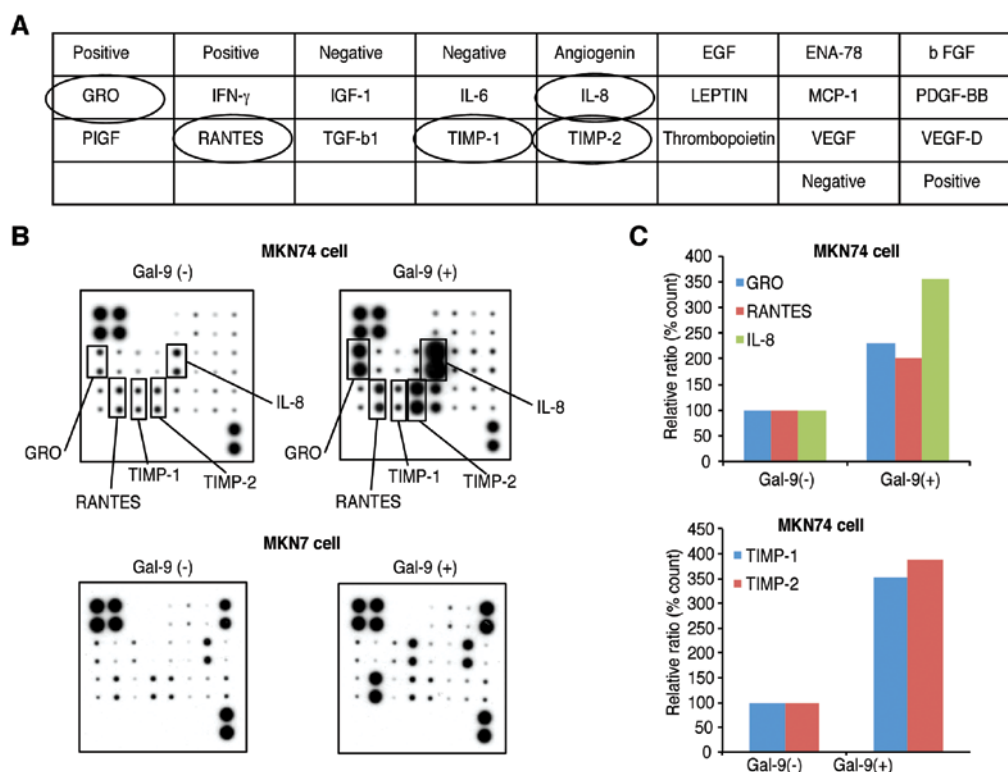 A
Positive Positive Negative Negative Angiogenin EGF ENA-78 b FGF
GRO IFN-γ IGF-1 IL-6 IL-8 LEPTIN MCP-1 PDGF-BB
PIGF RANTES TGF-b1 TIMP-1 TIMP-2 Thrombopoietin VEGF VEGF-D
Negative Positive
B
MKN74 cell
Gal-9 (-) Gal-9 (+)
IL-8
GRO
RANTES
TIMP-1
TIMP-2
IL-8
GRO
RANTES
TIMP-1
TIMP-2
MKN7 cell
Gal-9 (-) Gal-9 (+)
C
MKN74 cell
Relative ratio (% count)
400
350
300
250
200
150
100
50
0
GRO
RANTES
IL-8
Gal-9(-) Gal-9(+)
MKN74 cell
Relative ratio (% count)
450
400
350
300
250
200
150
100
50
0
TIMP-1
TIMP-2
Gal-9(-) Gal-9(+)